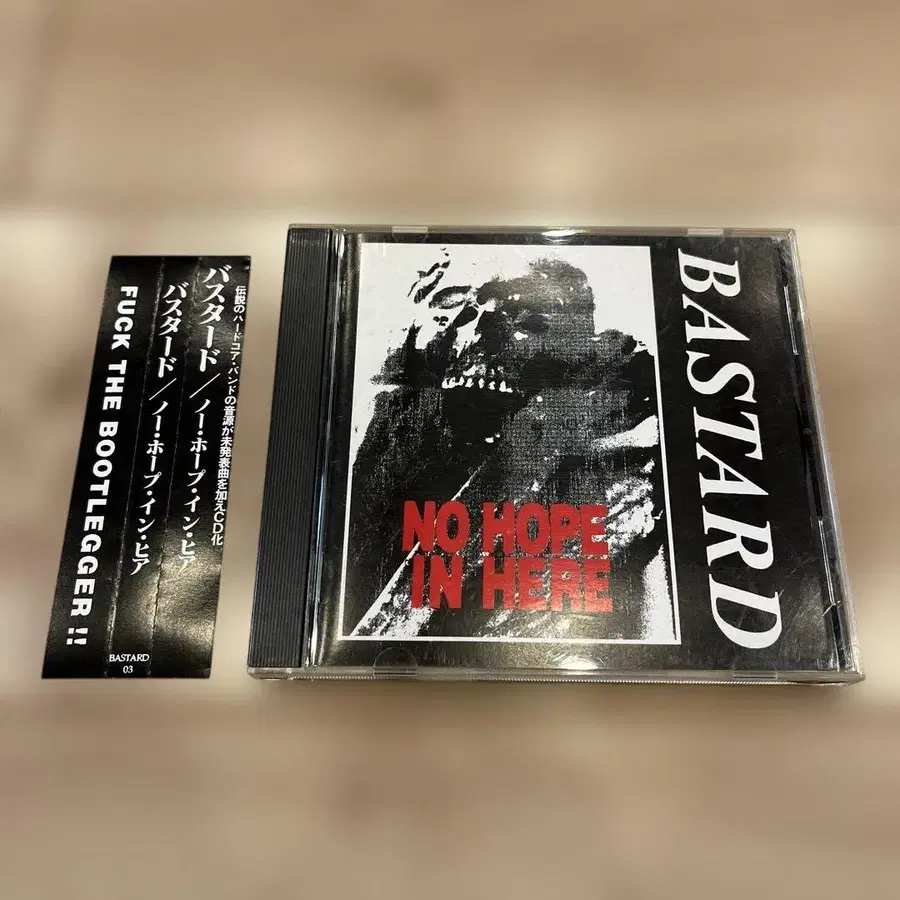 伝説のハードコア・バンドの音源が未発表曲を加えCD化
バスタード/ノー・ホープ・イン・ヒア
バスタード/ノー・ホープ・イン・ヒア
FUCK THE BOOTLEGGER !!
BASTARD
03
BASTARD
NO HOPE
IN HERE